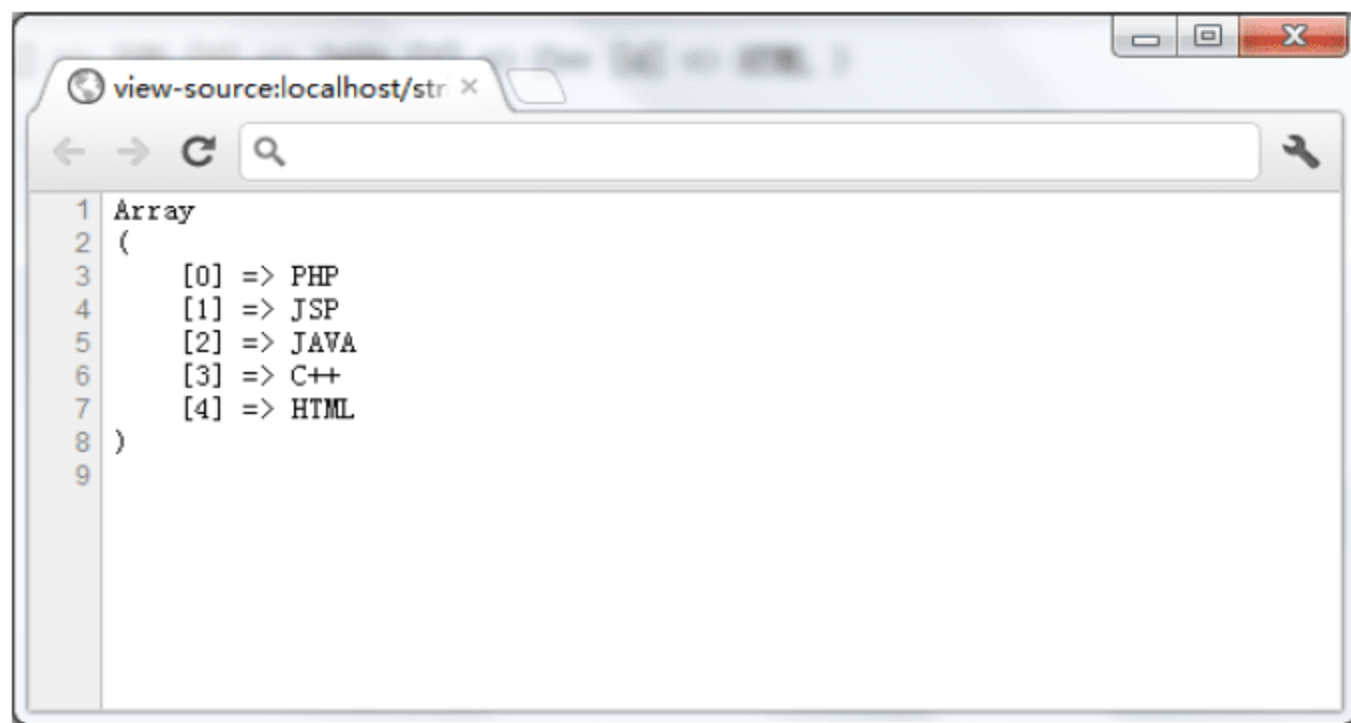 view-source:localhost/str
1 Array
2 (
3 [0] => PHP
4 [1] => JSP
5 [2] => JAVA
6 [3] => C++
7 [4] => HTML
8 )
9